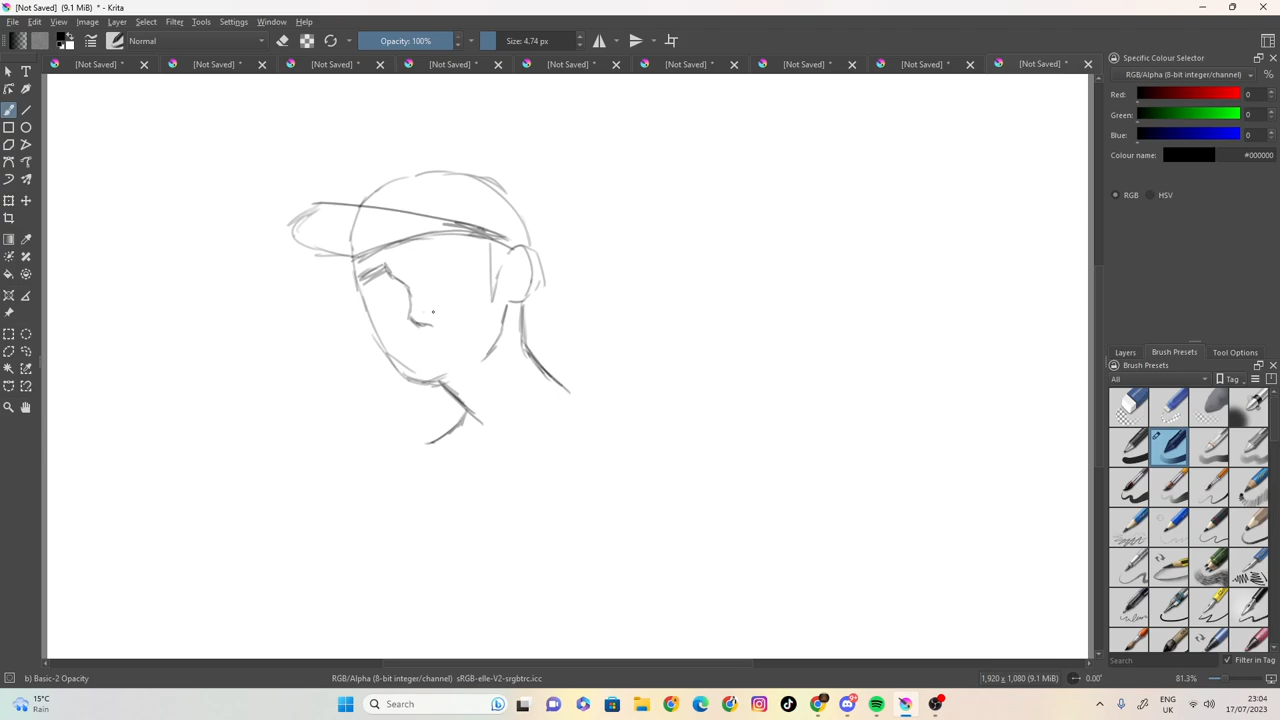 [Not Saved] (9.1 MiB) * - Krita
File Edit View Image Layer Select Filter Tools Settings Window Help
Normal Opacity: 100% Size: 4.74 px
[Not Saved] * [Not Saved] * [Not Saved] * [Not Saved] * [Not Saved] * [Not Saved] * [Not Saved] * [Not Saved] * [Not Saved] *
Specific Colour Selector
RGB/Alpha (8-bit integer/channel) %
Red: 0
Green: 0
Blue: 0
Colour name: #000000
RGB HSV
Layers Brush Presets Tool Options
Brush Presets
All Tag
Search Filter in Tag
b) Basic-2 Opacity RGB/Alpha (8-bit integer/channel) sRGB-elle-V2-srgbtrc.icc 1,920 x 1,080 (9.1 MiB) 0.00° 81.3%
15°C
Rain
Search
ENG
UK
23:04
17/07/2023